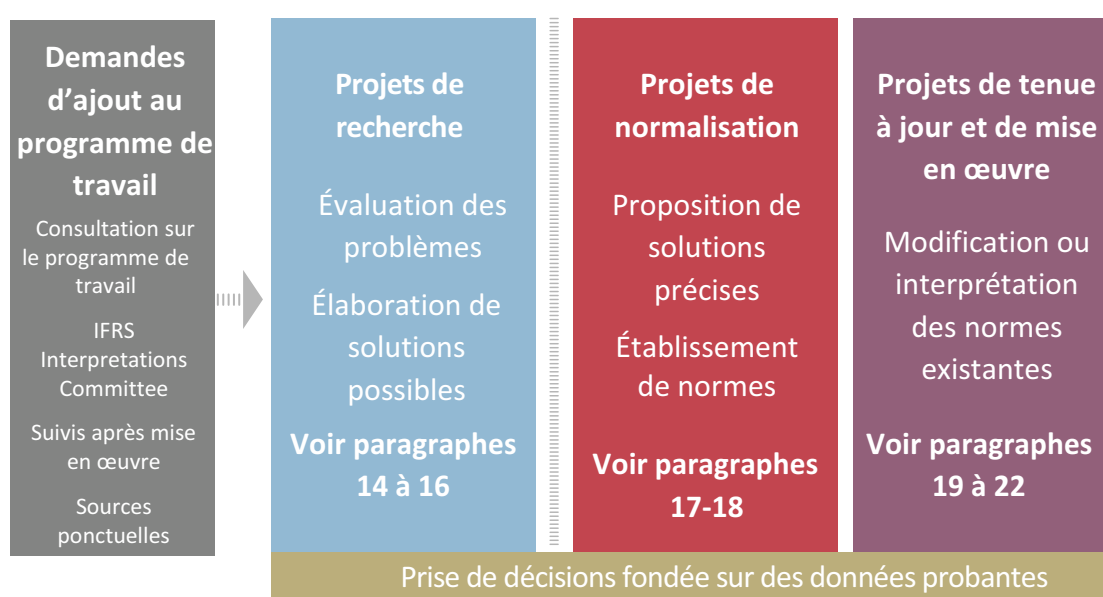 Demandes
d’ajout au
programme de
travail
Consultation sur
le programme de
travail
IFRS
Interpretations
Committee
Suivis après mise
en œuvre
Sources
ponctuelles
Projets de
recherche
Évaluation des
problèmes
Élaboration de
solutions
possibles
Voir paragraphes
14 à 16
Projets de
normalisation
Proposition de
solutions
précises
Établissement
de normes
Voir paragraphes
17-18
Projets de tenue
à jour et de mise
en œuvre
Modification ou
interprétation
des normes
existantes
Voir paragraphes
19 à 22
Prise de décisions fondée sur des données probantes